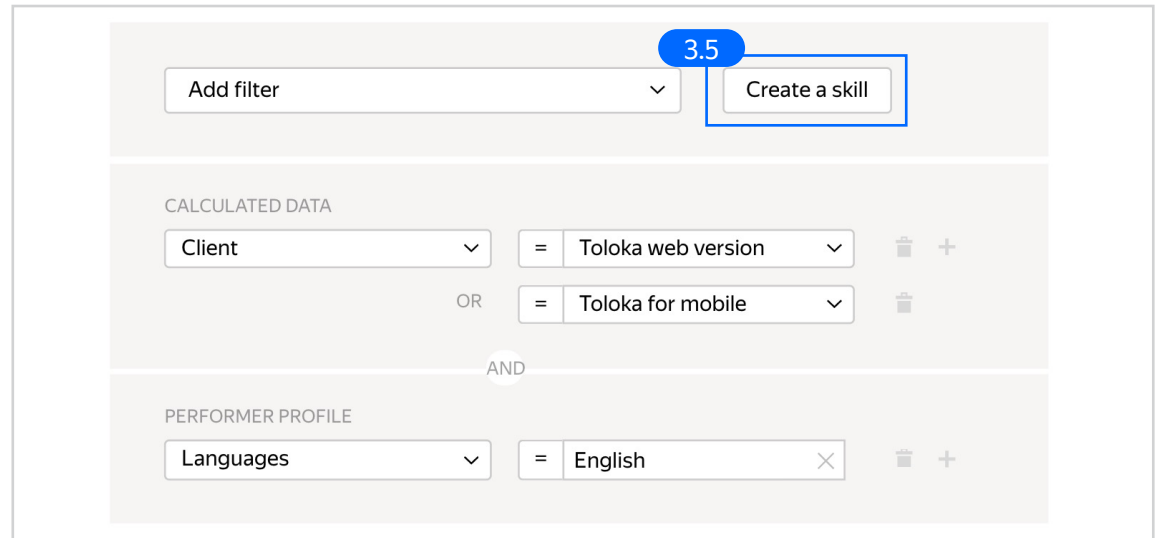 3.5
Add filter Create a skill
CALCULATED DATA
Client = Toloka web version
OR = Toloka for mobile
AND
PERFORMER PROFILE
Languages = English